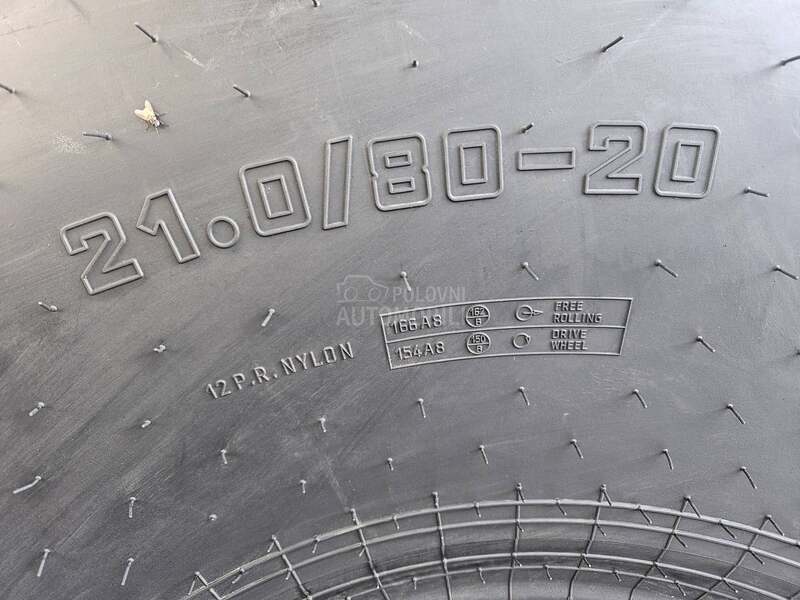 21.0/80-20
POLOVNI
AUTOMOBILI
166A8 162 B FREE ROLLING
154A8 150 B DRIVE WHEEL
12 P.R. NYLON